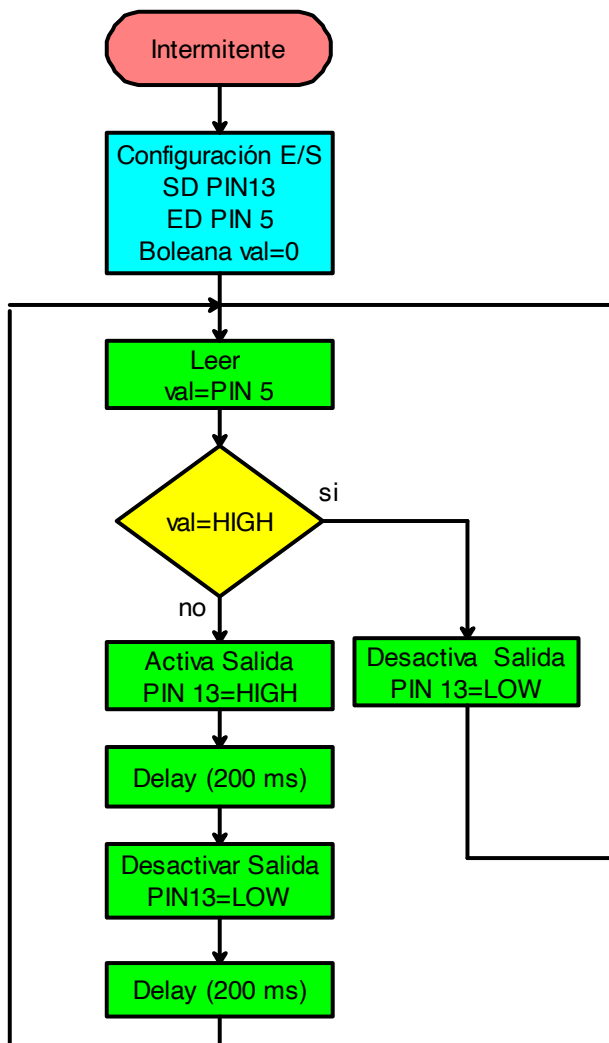 Intermitente
Configuración E/S
SD PIN13
ED PIN 5
Boleana val=0
Leer
val=PIN 5
val=HIGH
si
no
Activa Salida
PIN 13=HIGH
Desactiva Salida
PIN 13=LOW
Delay (200 ms)
Desactivar Salida
PIN13=LOW
Delay (200 ms)